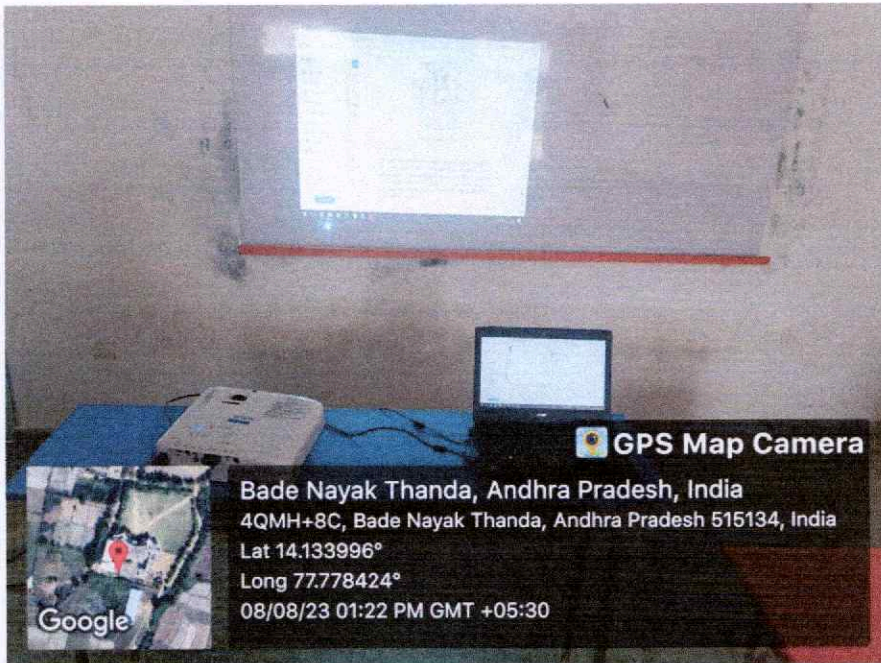 GPS Map Camera
Bade Nayak Thanda, Andhra Pradesh, India
4QMH+8C, Bade Nayak Thanda, Andhra Pradesh 515134, India
Lat 14.133996°
Long 77.778424°
08/08/23 01:22 PM GMT +05:30
Google